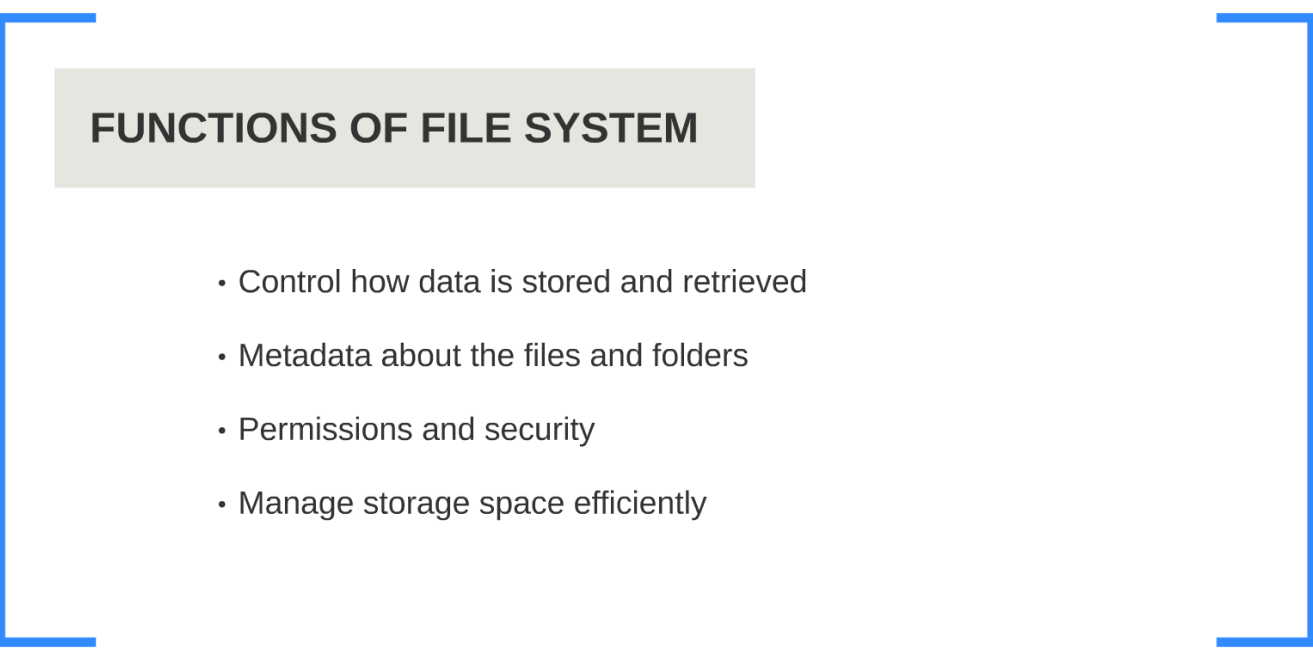 FUNCTIONS OF FILE SYSTEM
• Control how data is stored and retrieved
• Metadata about the files and folders
• Permissions and security
• Manage storage space efficiently